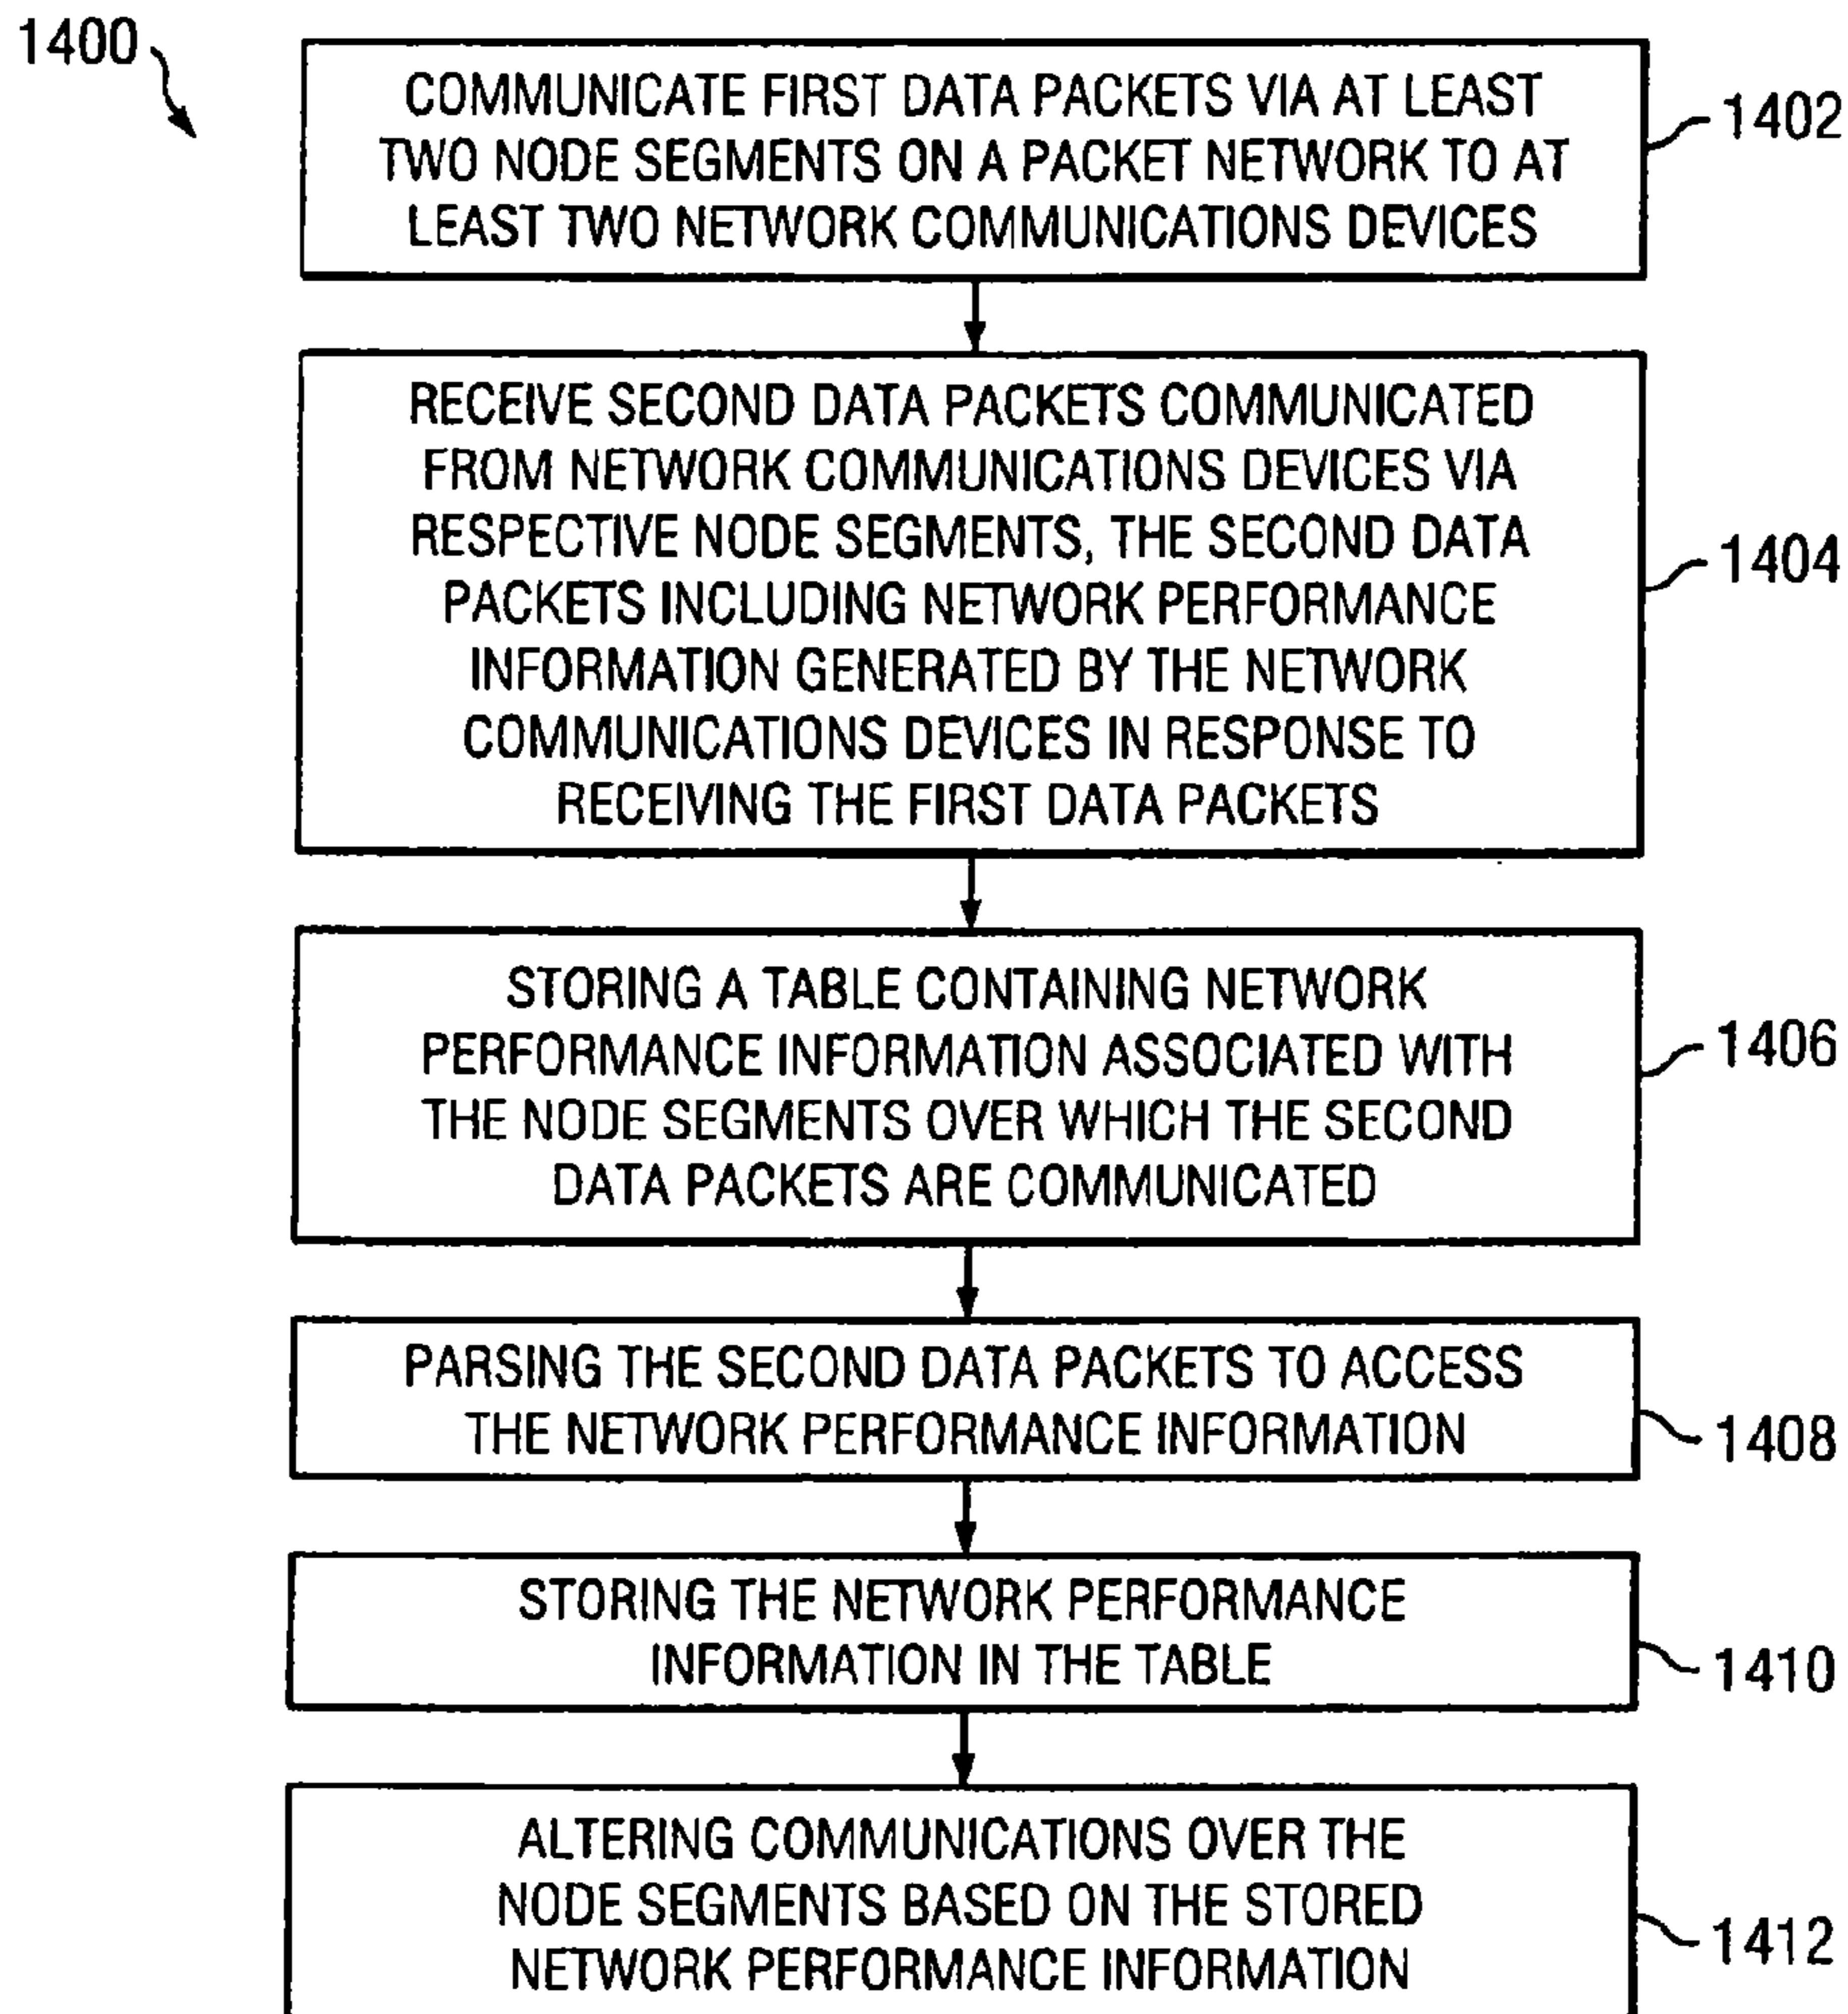 1400
COMMUNICATE FIRST DATA PACKETS VIA AT LEAST
TWO NODE SEGMENTS ON A PACKET NETWORK TO AT
LEAST TWO NETWORK COMMUNICATIONS DEVICES
1402
RECEIVE SECOND DATA PACKETS COMMUNICATED
FROM NETWORK COMMUNICATIONS DEVICES VIA
RESPECTIVE NODE SEGMENTS, THE SECOND DATA
PACKETS INCLUDING NETWORK PERFORMANCE
INFORMATION GENERATED BY THE NETWORK
COMMUNICATIONS DEVICES IN RESPONSE TO
RECEIVING THE FIRST DATA PACKETS
1404
STORING A TABLE CONTAINING NETWORK
PERFORMANCE INFORMATION ASSOCIATED WITH
THE NODE SEGMENTS OVER WHICH THE SECOND
DATA PACKETS ARE COMMUNICATED
1406
PARSING THE SECOND DATA PACKETS TO ACCESS
THE NETWORK PERFORMANCE INFORMATION
1408
STORING THE NETWORK PERFORMANCE
INFORMATION IN THE TABLE
1410
ALTERING COMMUNICATIONS OVER THE
NODE SEGMENTS BASED ON THE STORED
NETWORK PERFORMANCE INFORMATION
1412